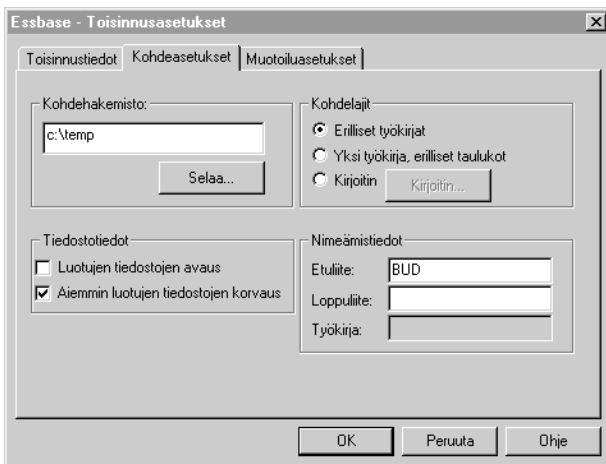 Essbase - Toisinnusasetukset
Toisinnustiedot Kohdeasetukset Muotoiluasetukset
Kohdehakemisto:
c:\temp
Selaa...
Kohdelajit
Erilliset työkirjat
Yksi työkirja, erilliset taulukot
Kirjoitin Kirjoitin...
Tiedostotiedot
Luotujen tiedostojen avaus
Aiemmin luotujen tiedostojen korvaus
Nimeämistiedot
Etuliite: BUD
Loppuliite:
Työkirja:
OK Peruuta Ohje